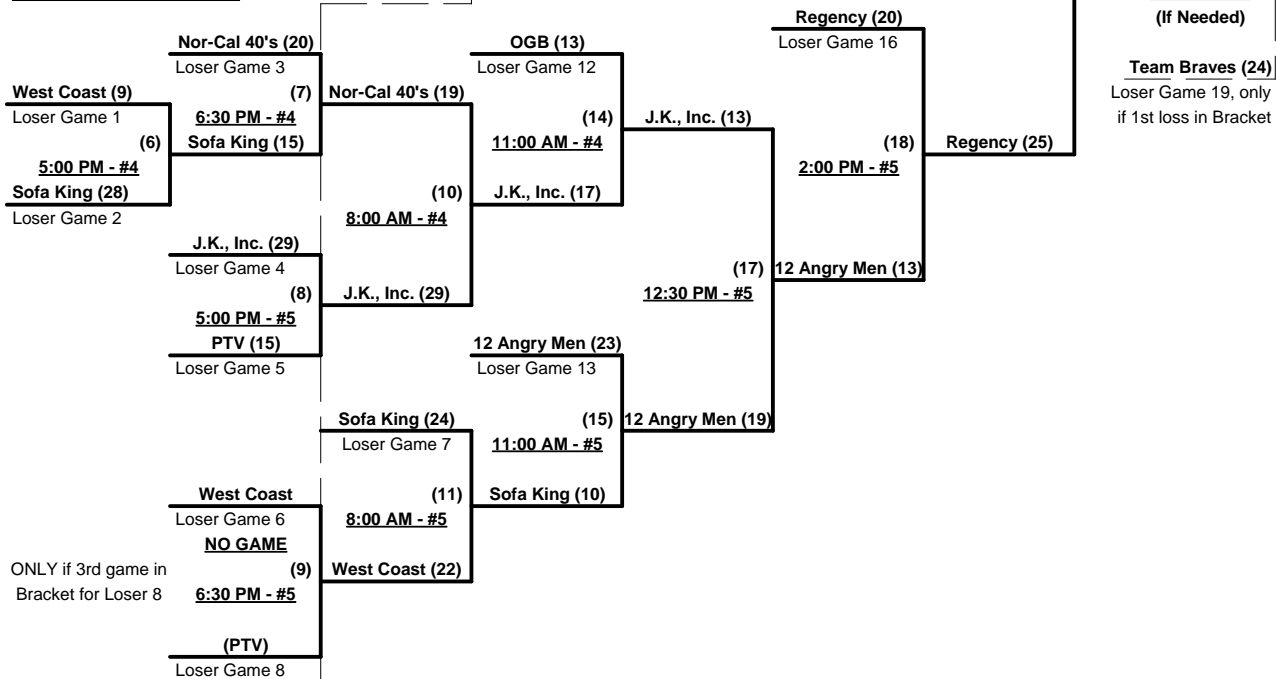 Regency (20)
(If Needed)
Nor-Cal 40's (20)
OGB (13)
Loser Game 16
Loser Game 3
Loser Game 12
Team Braves (24)
West Coast (9)
(7)
Nor-Cal 40's (19)
Loser Game 19, only
Loser Game 1
6:30 PM - #4
(14)
J.K., Inc. (13)
if 1st loss in Bracket
(6)
Sofa King (15)
11:00 AM - #4
(18)
Regency (25)
5:00 PM - #4
2:00 PM - #5
Sofa King (28)
(10)
J.K., Inc. (17)
Loser Game 2
8:00 AM - #4
J.K., Inc. (29)
Loser Game 4
(17)
12 Angry Men (13)
(8)
J.K., Inc. (29)
12:30 PM - #5
5:00 PM - #5
PTV (15)
12 Angry Men (23)
Loser Game 5
Loser Game 13
Sofa King (24)
(15)
12 Angry Men (19)
Loser Game 7
11:00 AM - #5
West Coast
(11)
Sofa King (10)
Loser Game 6
8:00 AM - #5
NO GAME
ONLY if 3rd game in
(9)
West Coast (22)
Bracket for Loser 8
6:30 PM - #5
(PTV)
Loser Game 8